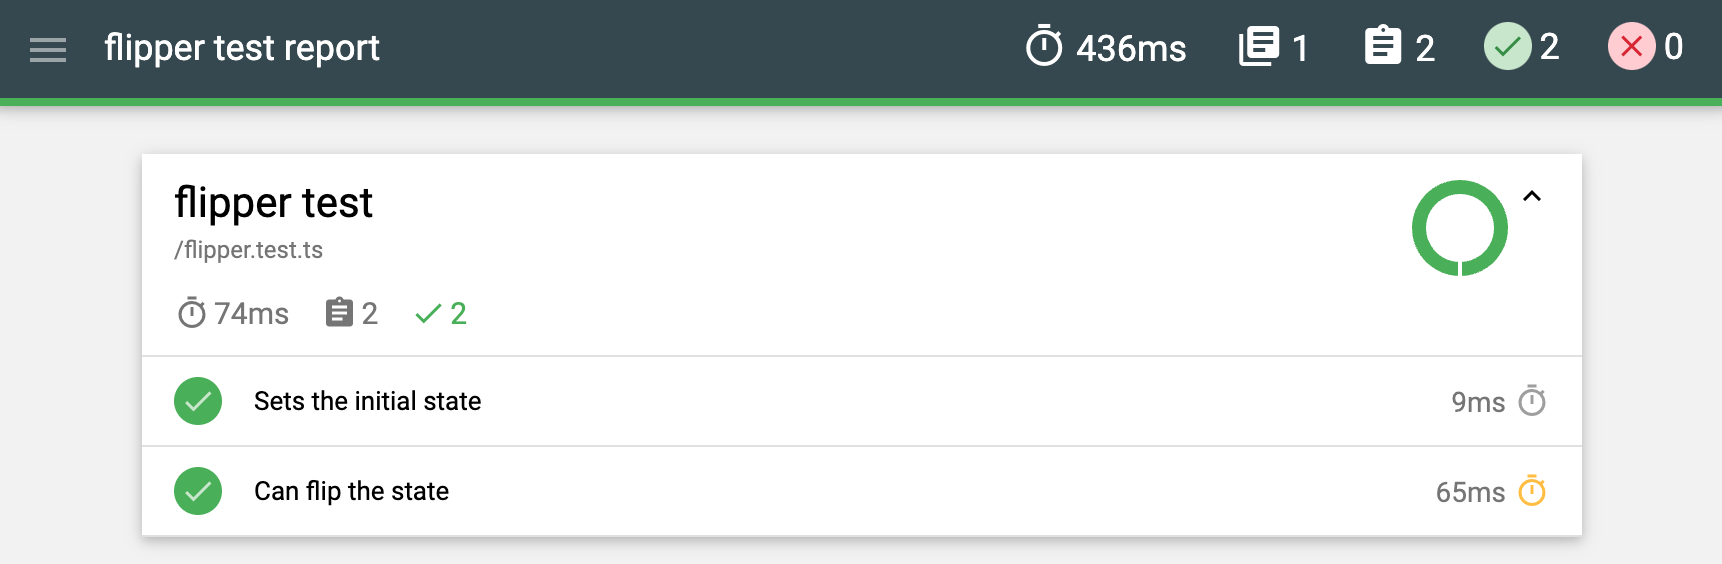 flipper test report 436ms 1 2 2 0
flipper test
/flipper.test.ts
74ms 2 2
Sets the initial state 9ms
Can flip the state 65ms